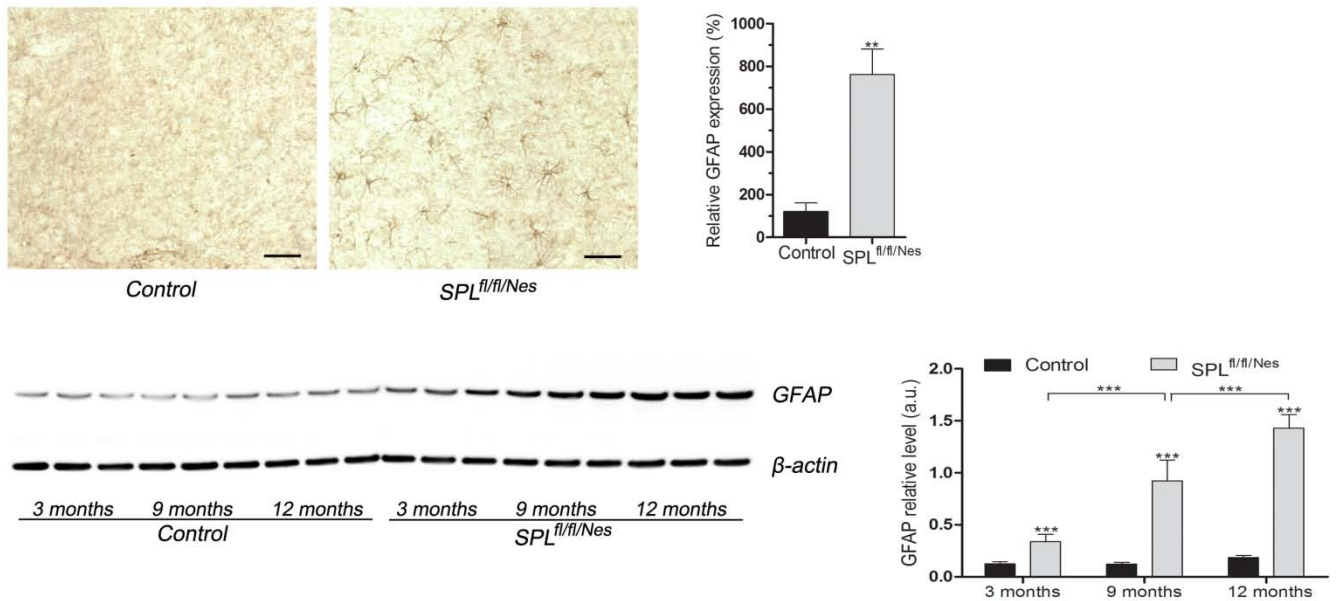 Control
SPL^fl/fl/Nes
Relative GFAP expression (%)
1000
800
600
400
200
0
**
Control
SPL^fl/fl/Nes
GFAP
β-actin
3 months 9 months 12 months 3 months 9 months 12 months
Control SPL^fl/fl/Nes
GFAP relative level (a.u.)
Control SPL^fl/fl/Nes
2.0
1.5
1.0
0.5
0.0
*** ***
***
***
***
3 months 9 months 12 months